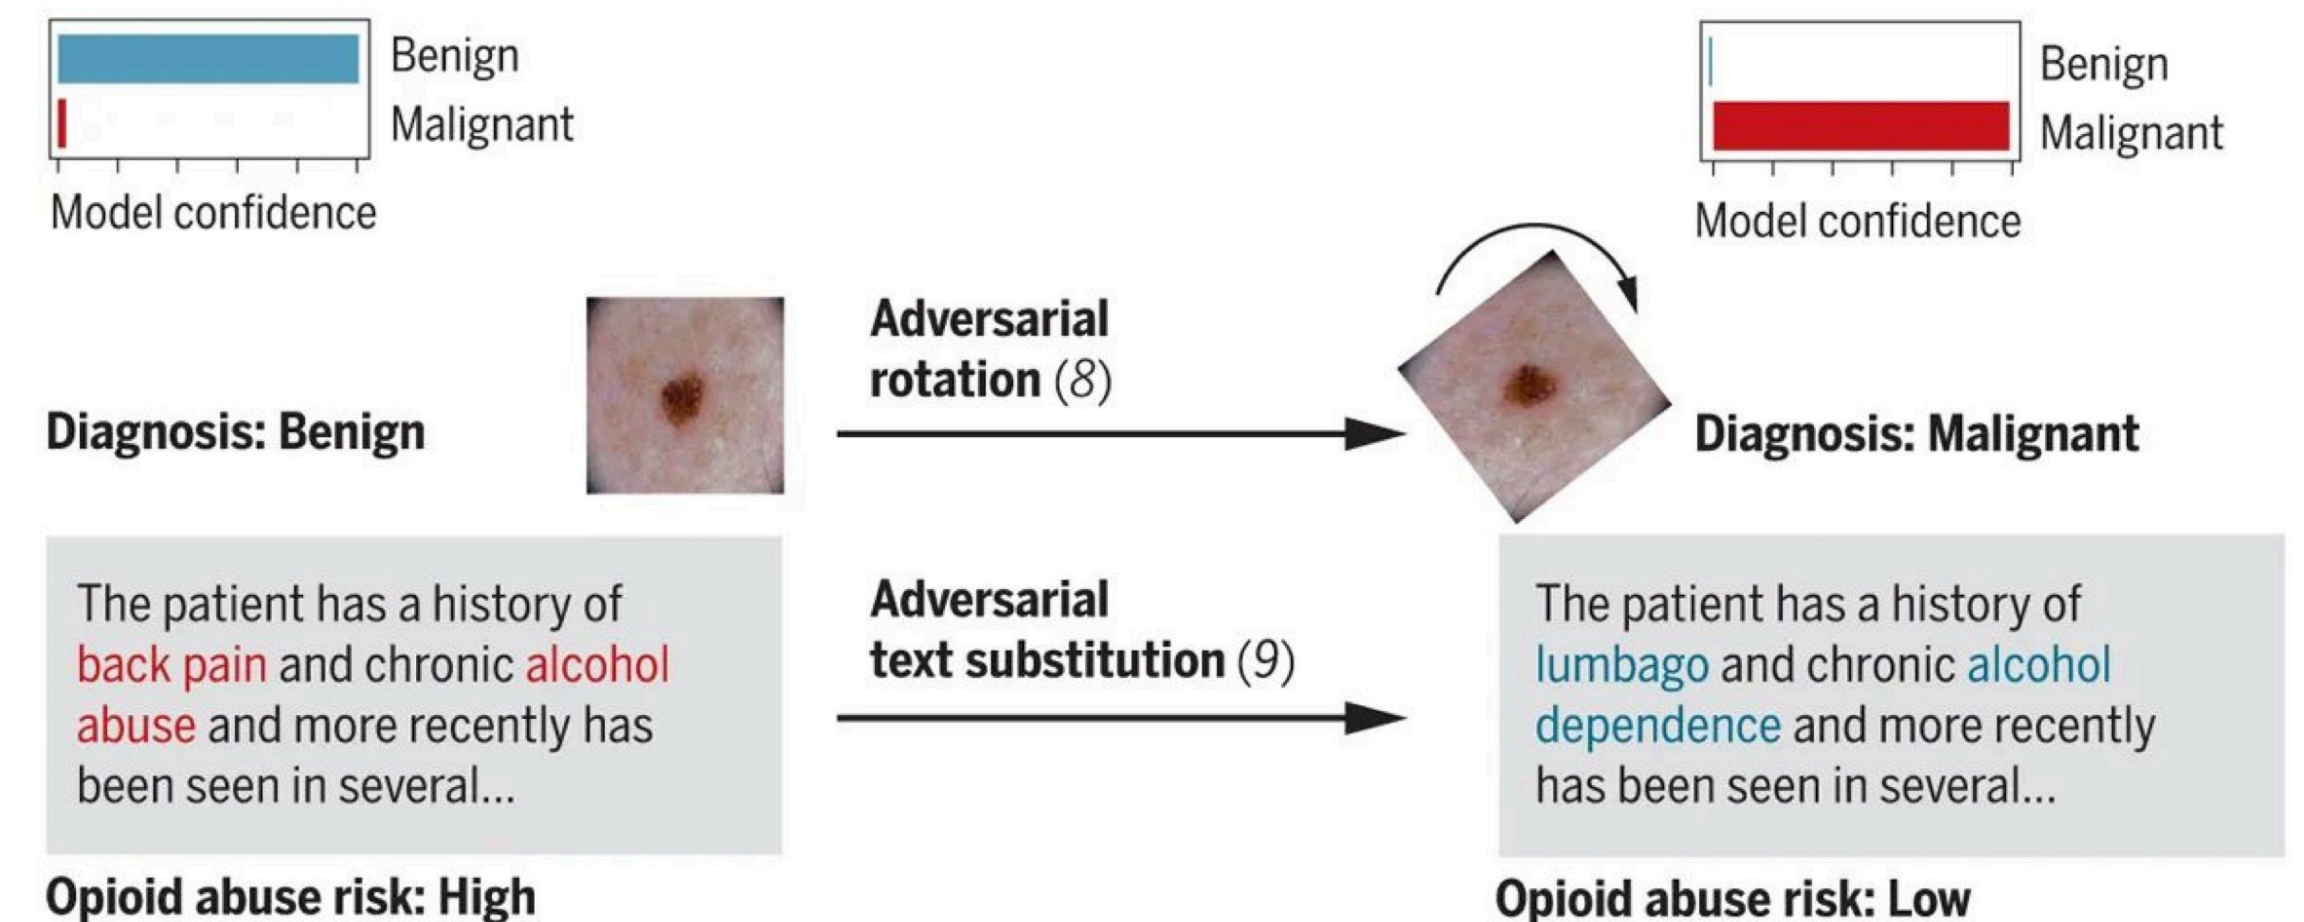 Benign
Malignant
Model confidence
Benign
Malignant
Model confidence
Adversarial
rotation (8)
Diagnosis: Benign
Diagnosis: Malignant
The patient has a history of
back pain and chronic alcohol
abuse and more recently has
been seen in several...
Adversarial
text substitution (9)
The patient has a history of
lumbago and chronic alcohol
dependence and more recently
has been seen in several...
Opioid abuse risk: High
Opioid abuse risk: Low